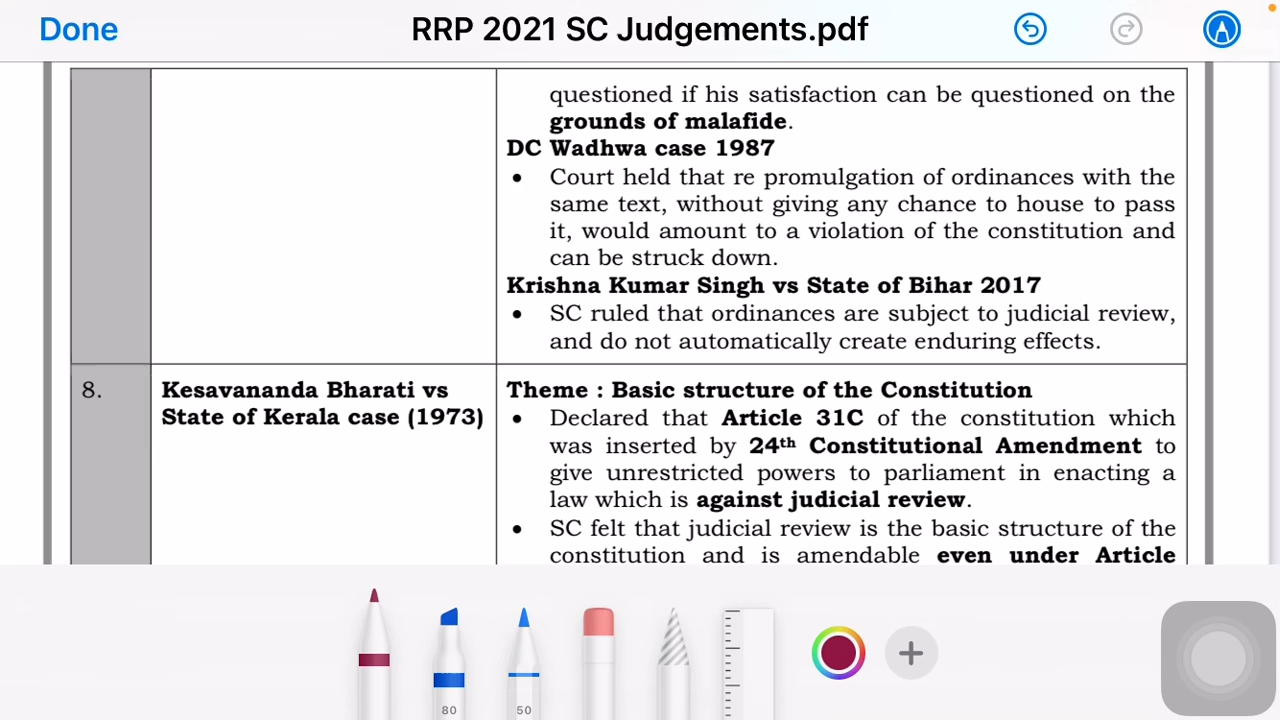 Done
RRP 2021 SC Judgements.pdf
questioned if his satisfaction can be questioned on the
grounds of malafide.
DC Wadhwa case 1987
• Court held that re promulgation of ordinances with the
same text, without giving any chance to house to pass
it, would amount to a violation of the constitution and
can be struck down.
Krishna Kumar Singh vs State of Bihar 2017
• SC ruled that ordinances are subject to judicial review,
and do not automatically create enduring effects.
8.
Kesavananda Bharati vs
State of Kerala case (1973)
Theme : Basic structure of the Constitution
• Declared that Article 31C of the constitution which
was inserted by 24th Constitutional Amendment to
give unrestricted powers to parliament in enacting a
law which is against judicial review.
• SC felt that judicial review is the basic structure of the
constitution and is amendable even under Article
80
50